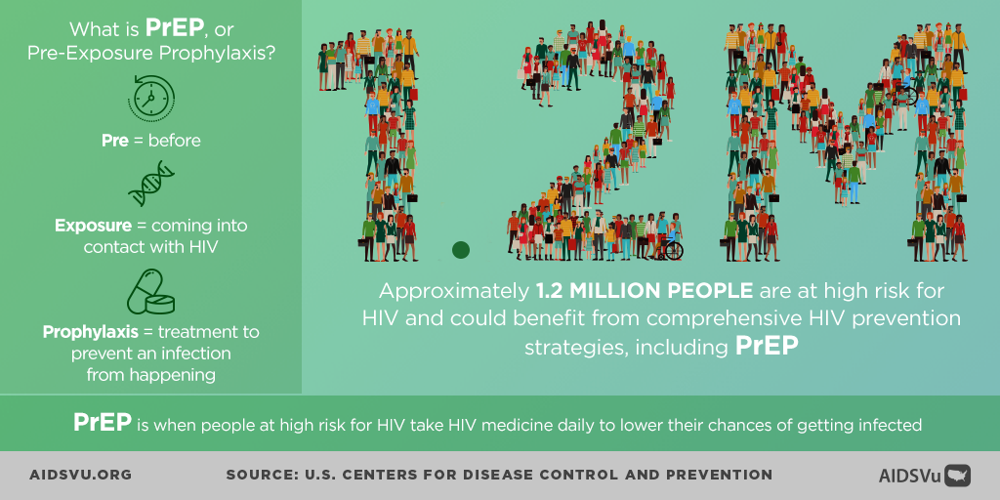 What is PrEP, or
Pre-Exposure Prophylaxis?
Pre = before
Exposure = coming into
contact with HIV
Prophylaxis = treatment to
prevent an infection
from happening
1.2 M
Approximately 1.2 MILLION PEOPLE are at high risk for
HIV and could benefit from comprehensive HIV prevention
strategies, including PrEP
PrEP is when people at high risk for HIV take HIV medicine daily to lower their chances of getting infected
AIDSVU.ORG
SOURCE: U.S. CENTERS FOR DISEASE CONTROL AND PREVENTION
AIDSVu